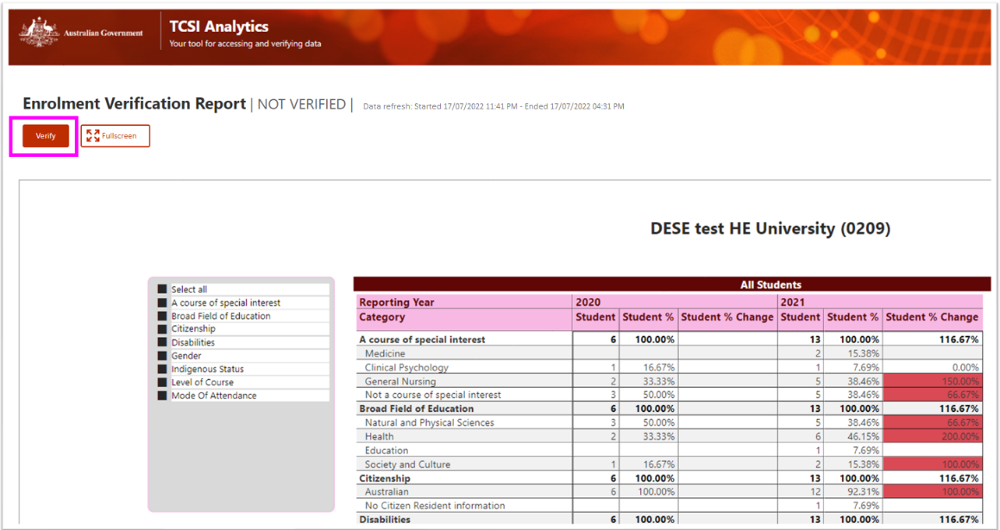 Australian Government
TCSI Analytics
Your tool for accessing and verifying data
Enrolment Verification Report | NOT VERIFIED | Data refresh: Started 17/07/2022 11:41 PM - Ended 17/07/2022 04:31 PM
Verify Fullscreen
DESE test HE University (0209)
Select all
A course of special interest
Broad Field of Education
Citizenship
Disabilities
Gender
Indigenous Status
Level of Course
Mode Of Attendance
All Students
Reporting Year 2020 2021
Category Student Student % Student % Change Student Student % Student % Change
A course of special interest 6 100.00% 13 100.00% 116.67%
Medicine 2 15.38%
Clinical Psychology 1 16.67% 1 7.69% 0.00%
General Nursing 2 33.33% 5 38.46% 150.00%
Not a course of special interest 3 50.00% 5 38.46% 66.67%
Broad Field of Education 6 100.00% 13 100.00% 116.67%
Natural and Physical Sciences 3 50.00% 5 38.46% 66.67%
Health 2 33.33% 6 46.15% 200.00%
Education 1 7.69%
Society and Culture 1 16.67% 2 15.38% 100.00%
Citizenship 6 100.00% 13 100.00% 116.67%
Australian 6 100.00% 12 92.31% 100.00%
No Citizen Resident information 1 7.69%
Disabilities 6 100.00% 13 100.00% 116.67%